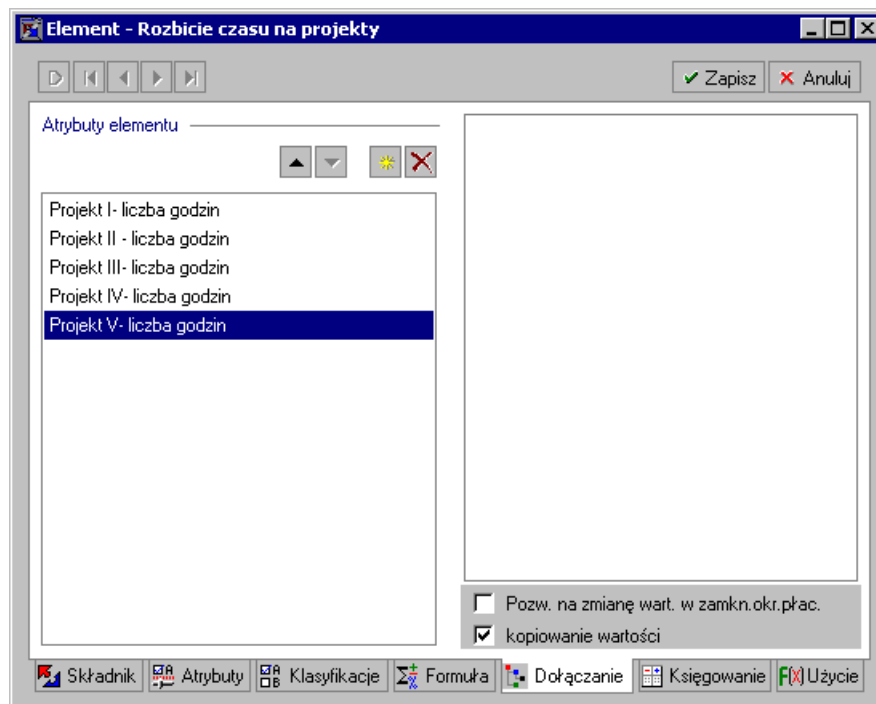 Element - Rozbicie czasu na projekty
Zapisz
Anuluj
Atrybuty elementu
Projekt I- liczba godzin
Projekt II - liczba godzin
Projekt III- liczba godzin
Projekt IV- liczba godzin
Projekt V- liczba godzin
Pozw. na zmianę wart. w zamkn.okr.płac.
kopiowanie wartości
Składnik Atrybuty Klasyfikacje Formuła Dołączanie Księgowanie F(X) Użycie